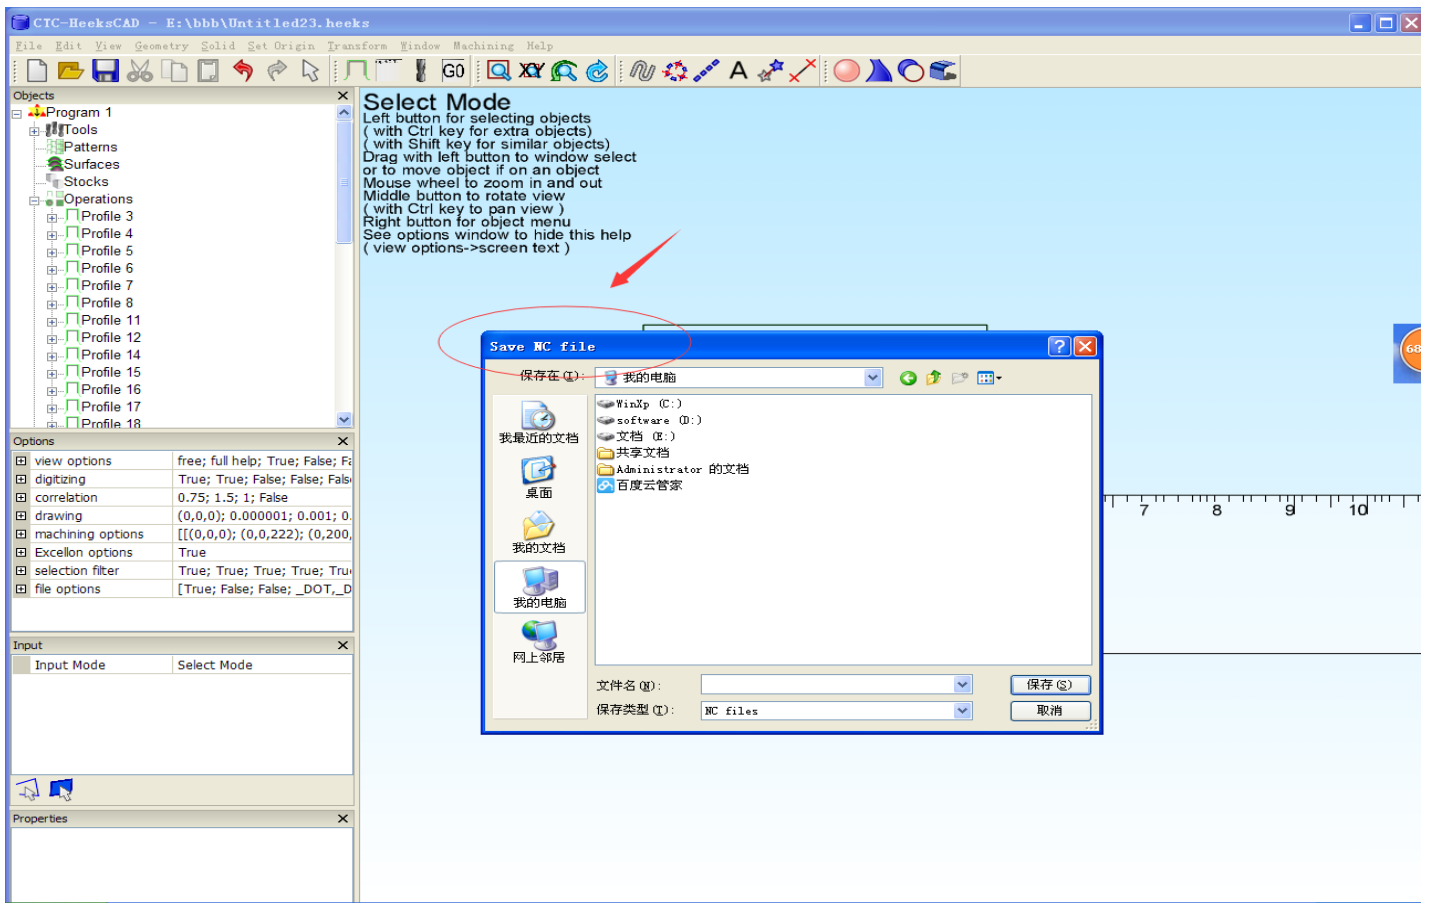 CTC-HeeksCAD - E:\bbb\Untitled23.heeks
File Edit View Geometry Solid Set Origin Transform Window Machining Help
G0 XY A
Objects
Program 1
Tools
Patterns
Surfaces
Stocks
Operations
Profile 3
Profile 4
Profile 5
Profile 6
Profile 7
Profile 8
Profile 11
Profile 12
Profile 14
Profile 15
Profile 16
Profile 17
Profile 18
Options
view options free; full help; True; False; Fa
digitizing True; True; False; False; Fals
correlation 0.75; 1.5; 1; False
drawing (0,0,0); 0.000001; 0.001; 0.
machining options [[(0,0,0); (0,0,222); (0,200,
Excellon options True
selection filter True; True; True; True; Tru
file options [True; False; False; _DOT,_D
Input
Input Mode Select Mode
Properties
Select Mode
Left button for selecting objects
( with Ctrl key for extra objects)
( with Shift key for similar objects)
Drag with left button to window select
or to move object if on an object
Mouse wheel to zoom in and out
Middle button to rotate view
( with Ctrl key to pan view )
Right button for object menu
See options window to hide this help
( view options->screen text )
Save NC file
保存在(I):
我的电脑
我最近的文档
桌面
我的文档
我的电脑
网上邻居
WinXp (C:)
software (D:)
文档 (E:)
共享文档
Administrator 的文档
百度云管家
文件名(N):
保存(S)
保存类型(T):
NC files
取消
7 8 9 10
68